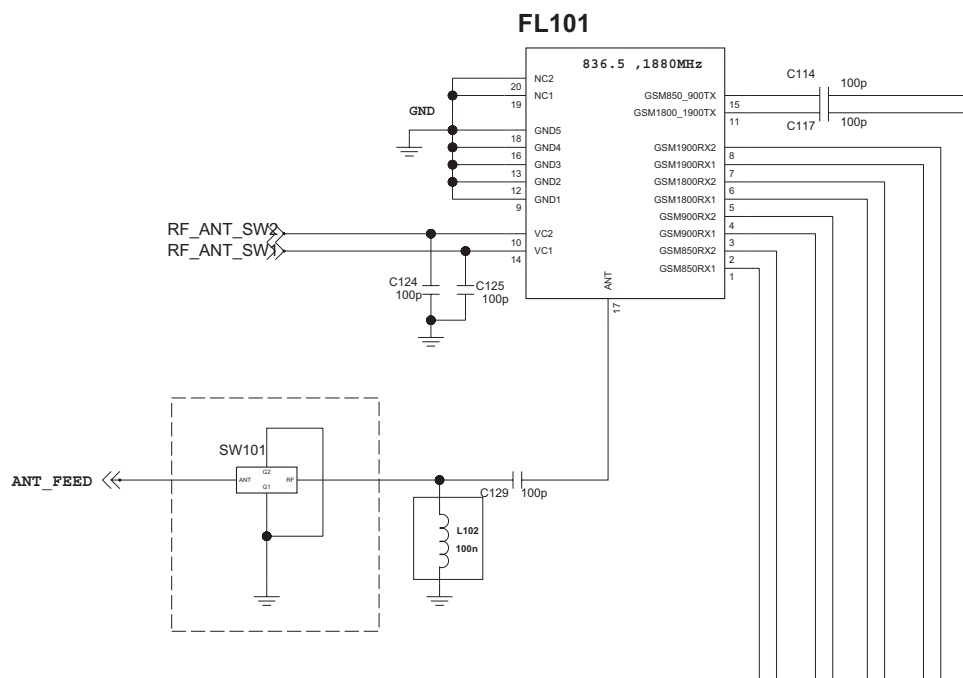 FL101
836.5 ,1880MHz
NC2
20
NC1
19
GND
GND5
18
GND4
16
GND3
13
GND2
12
GND1
9
RF_ANT_SW2
VC2
10
RF_ANT_SW1
VC1
14
C124
100p
C125
100p
ANT
17
C114
100p
GSM850_900TX
15
GSM1800_1900TX
11
C117
100p
GSM1900RX2
8
GSM1900RX1
7
GSM1800RX2
6
GSM1800RX1
5
GSM900RX2
4
GSM900RX1
3
GSM850RX2
2
GSM850RX1
1
SW101
G2
ANT
RF
G1
ANT_FEED
C129
100p
L102
100n